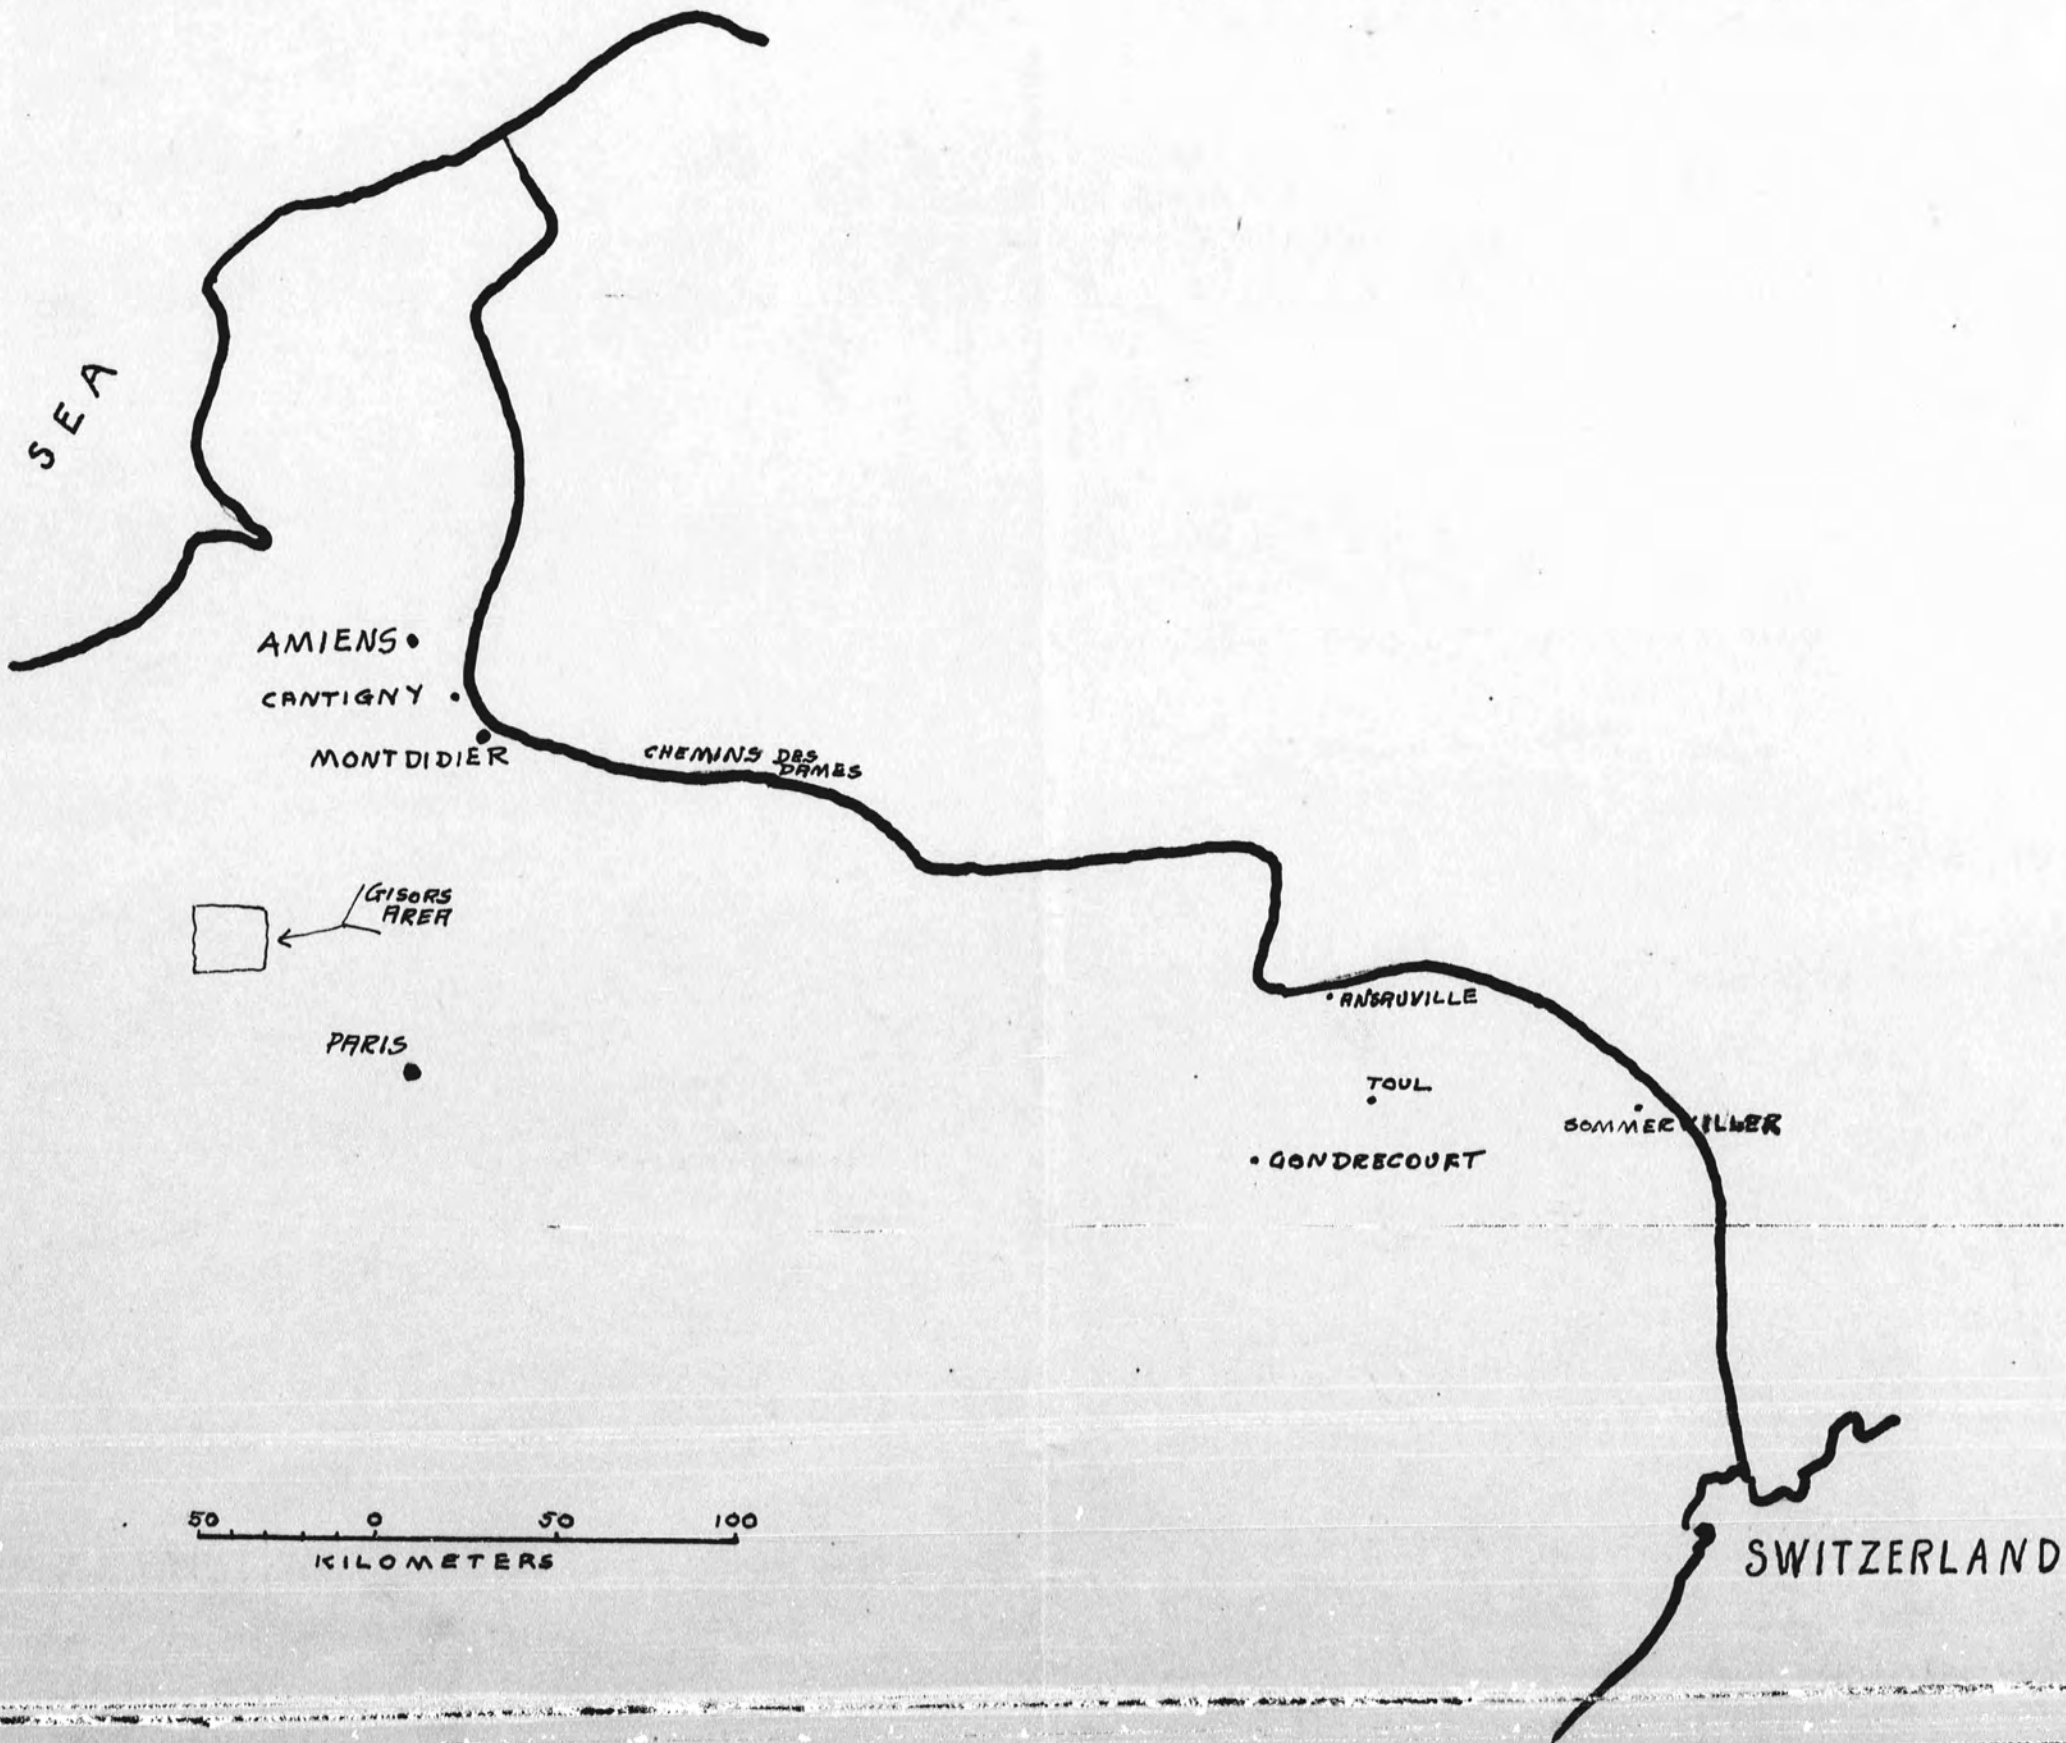 SEA
AMIENS
CANTIGNY
MONTDIDIER
CHEMINS DES
DAMES
GISORS
AREA
PARIS
ANSAUVILLE
TOUL
SOMMERVILLER
GONDRECOURT
50 0 50 100
KILOMETERS
SWITZERLAND